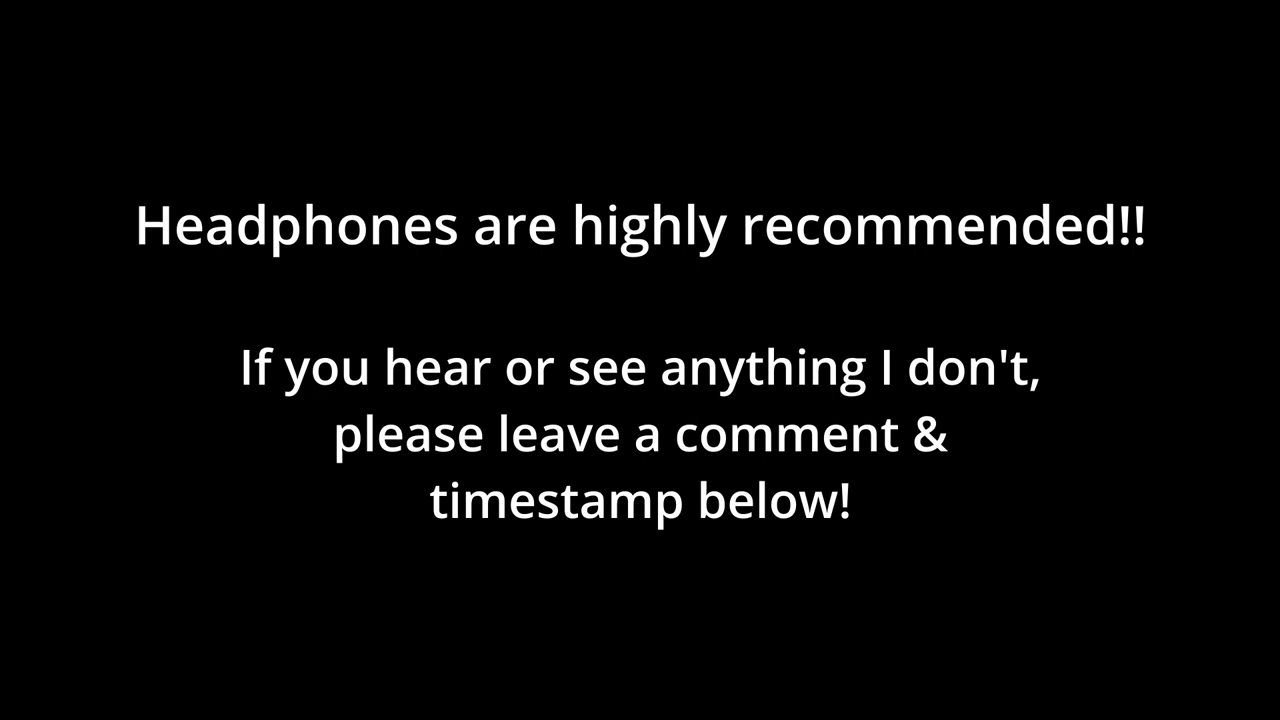 Headphones are highly recommended!!
If you hear or see anything I don't,
please leave a comment &
timestamp below!